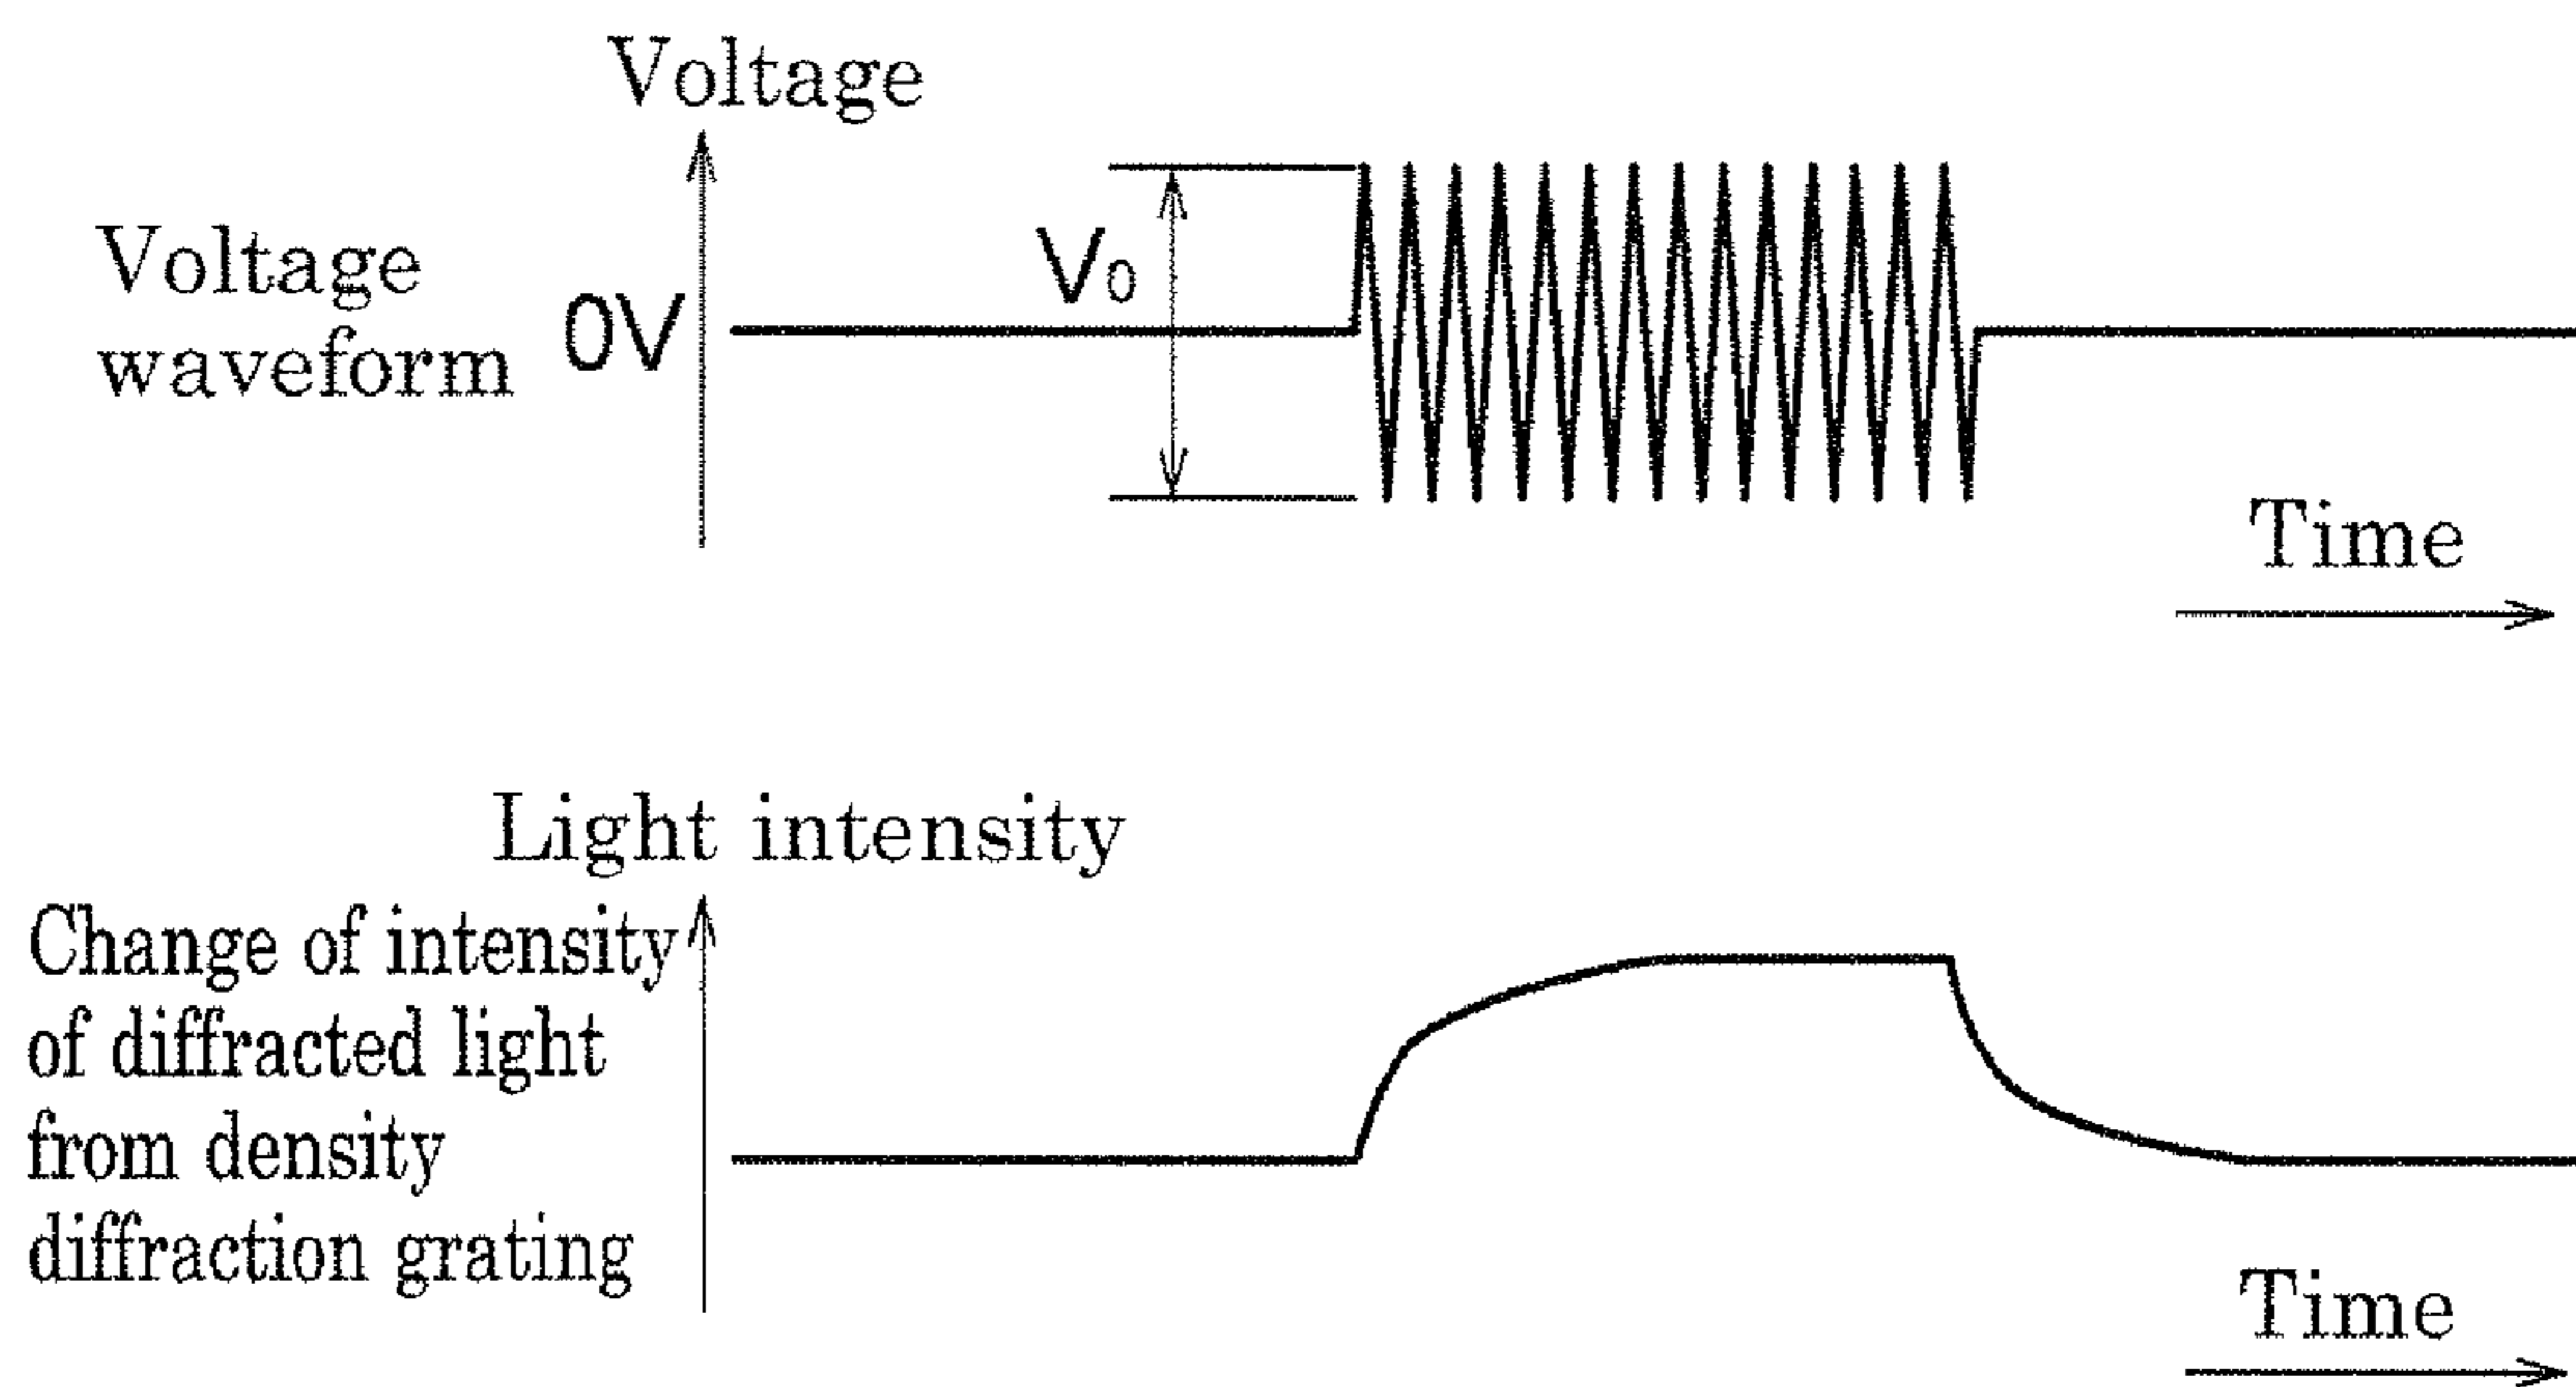 Voltage
Voltage
waveform
0V
V0
Time
Light intensity
Change of intensity
of diffracted light
from density
diffraction grating
Time